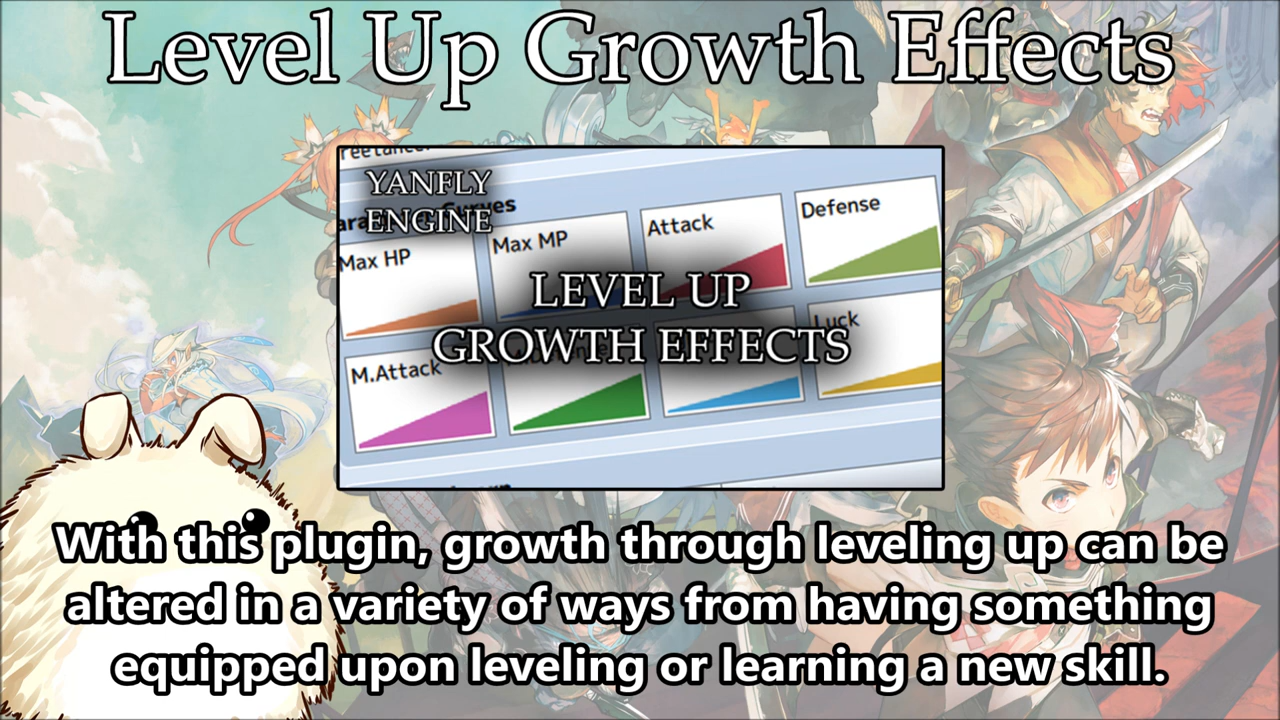 Level Up Growth Effects
YANFLY
ENGINE
Max HP
Max MP
Attack
Defense
LEVEL UP
GROWTH EFFECTS
M.Attack
Luck
With this plugin, growth through leveling up can be
altered in a variety of ways from having something
equipped upon leveling or learning a new skill.